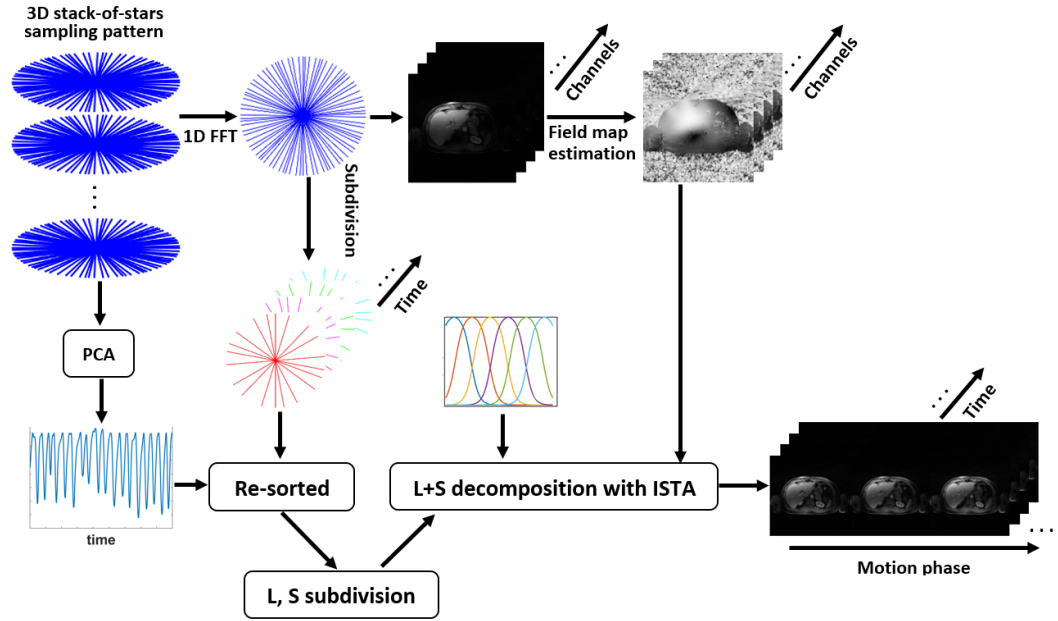 3D stack-of-stars
sampling pattern
1D FFT
Subdivision
. . .
Channels
Field map
estimation
. . .
Channels
. . .
. . .
Time
PCA
. . .
Time
time
Re-sorted
L+S decomposition with ISTA
. . .
Motion phase
L, S subdivision